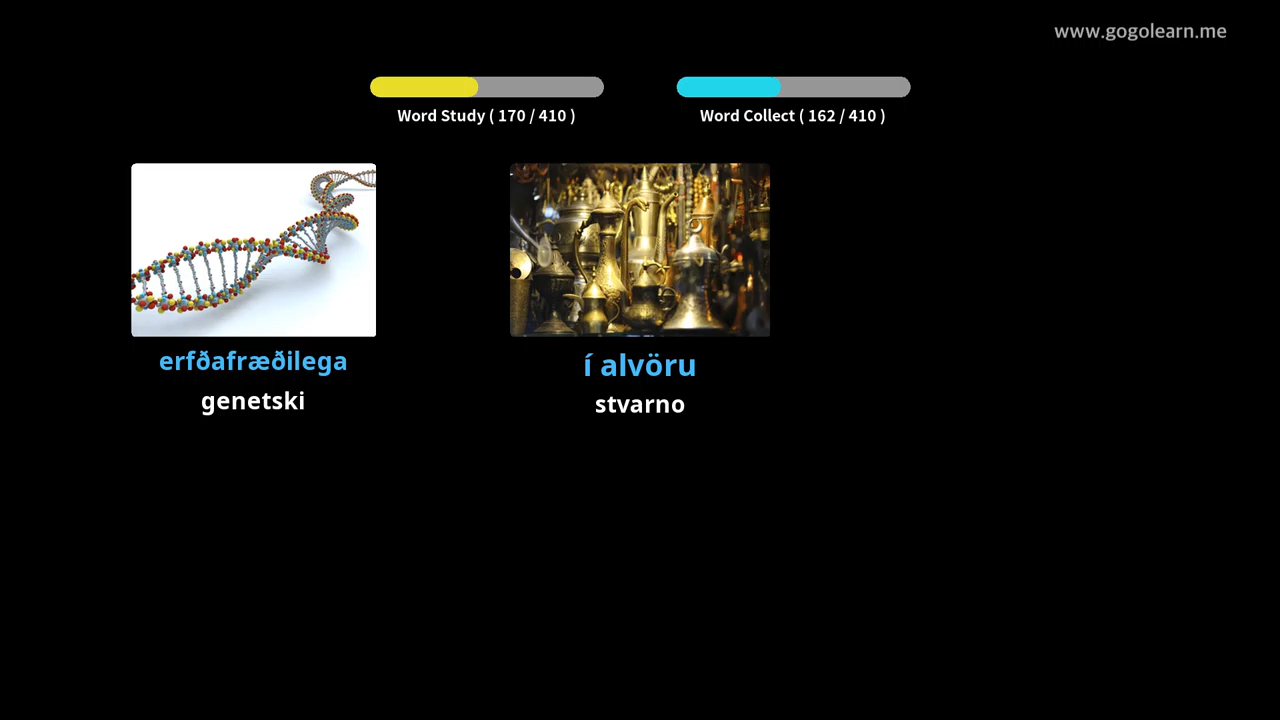 www.gogolearn.me
Word Study ( 170 / 410 )
Word Collect ( 162 / 410 )
erfðafræðilega
genetski
í alvöru
stvarno